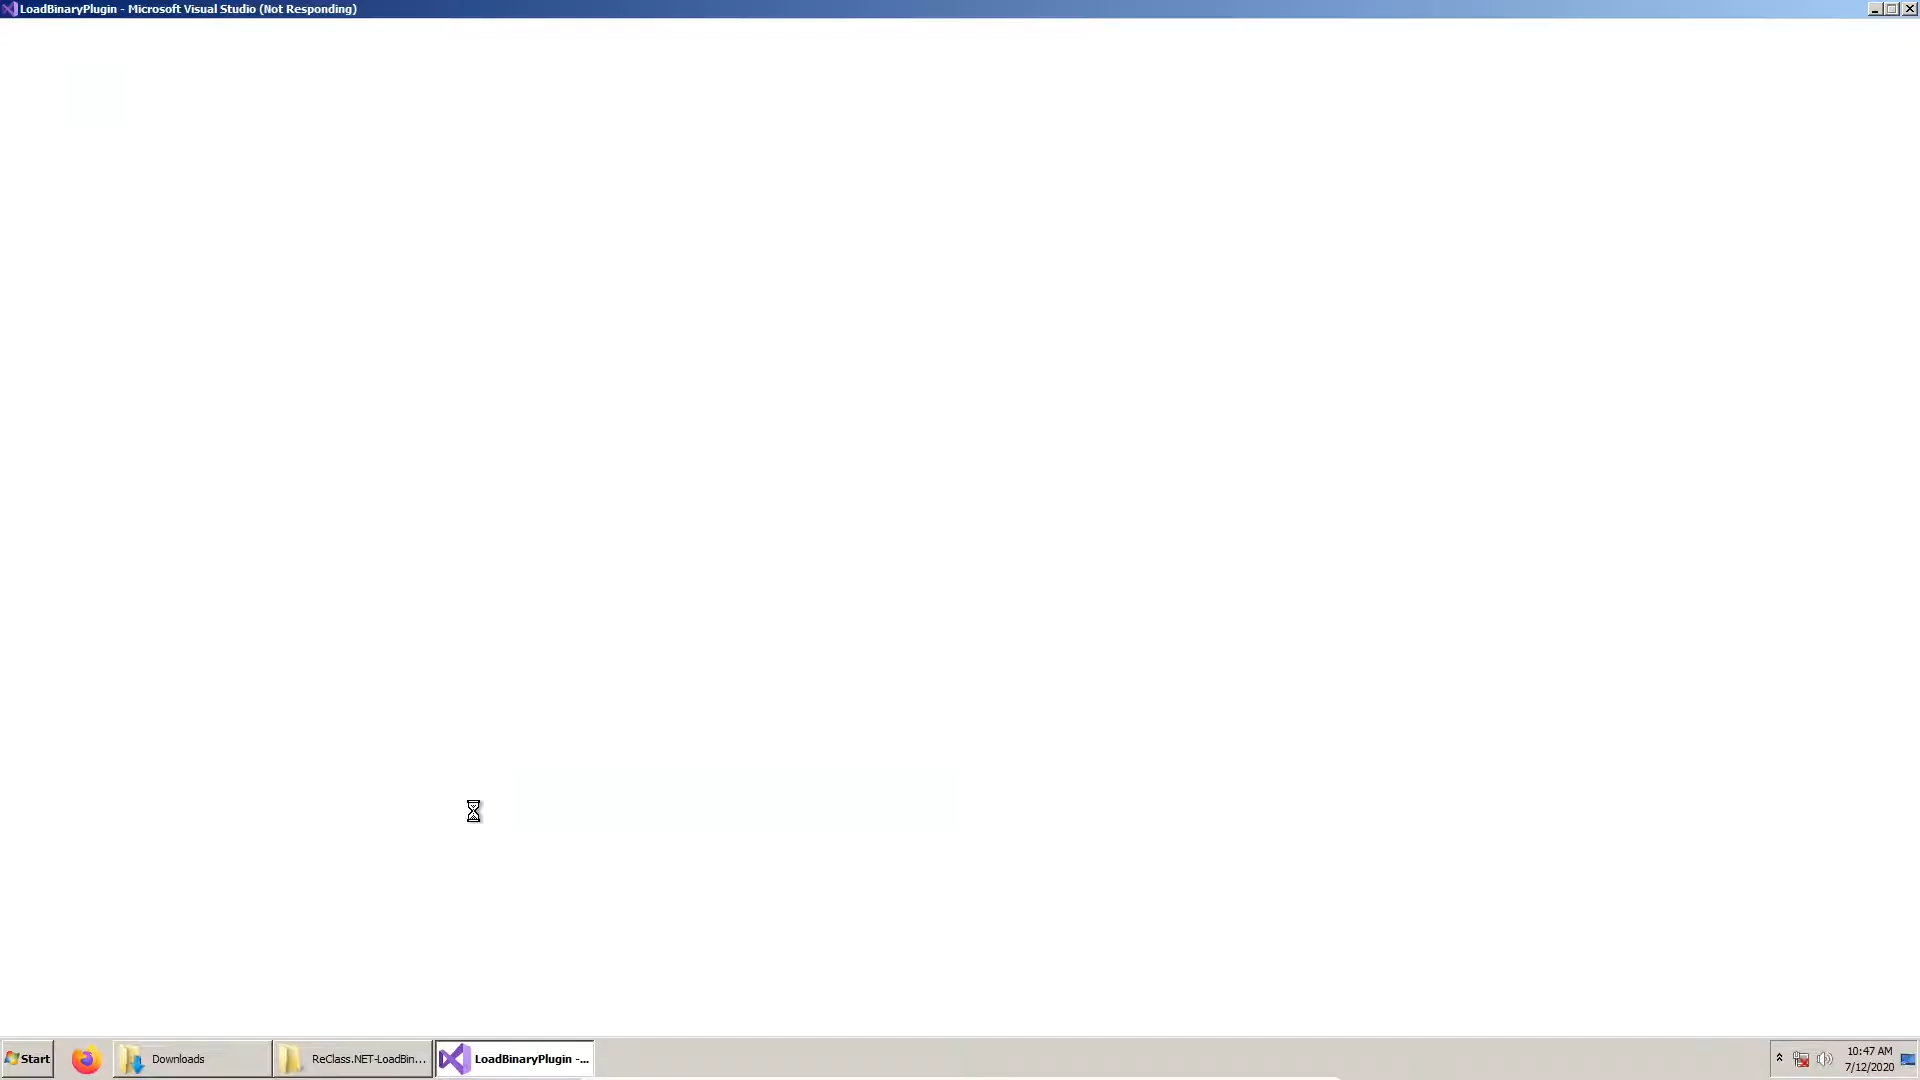 LoadBinaryPlugin - Microsoft Visual Studio (Not Responding)
Start
Downloads
ReClass.NET-LoadBin...
LoadBinaryPlugin -...
10:47 AM
7/12/2020